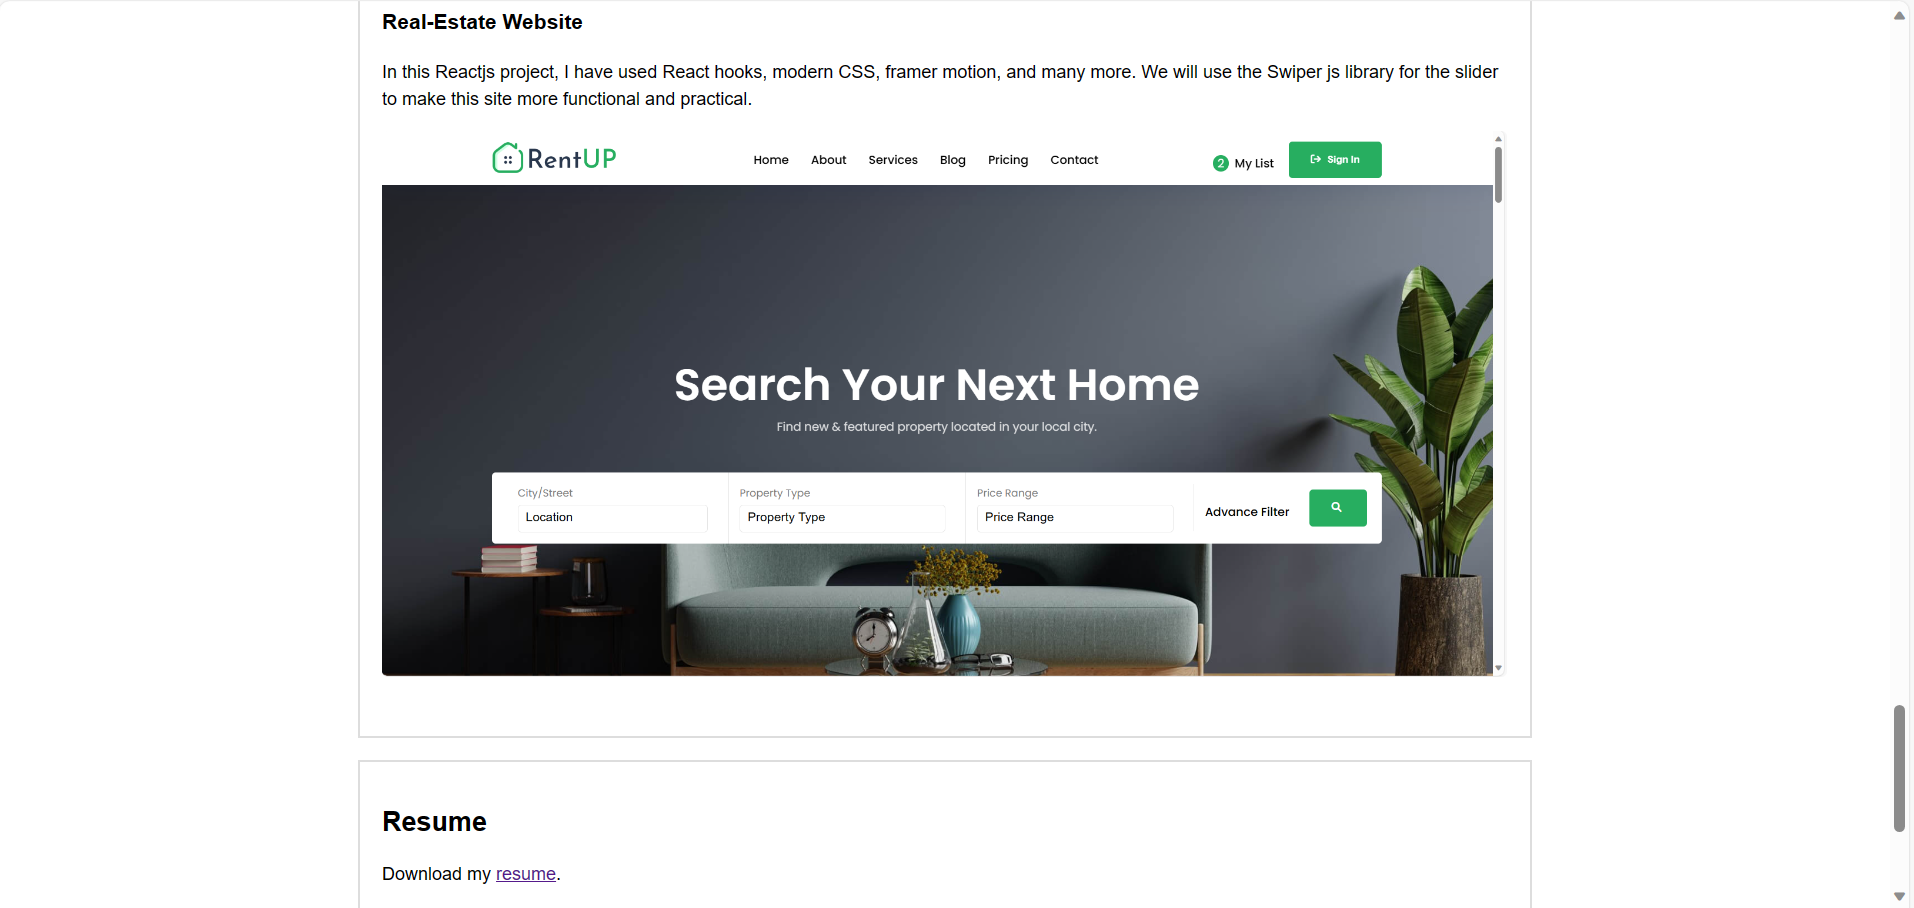 Real-Estate Website
In this Reactjs project, I have used React hooks, modern CSS, framer motion, and many more. We will use the Swiper js library for the slider
to make this site more functional and practical.
RentUP
Home About Services Blog Pricing Contact
2 My List Sign In
Search Your Next Home
Find new & featured property located in your local city.
City/Street Property Type Price Range
Location Property Type Price Range Advance Filter
Resume
Download my resume.